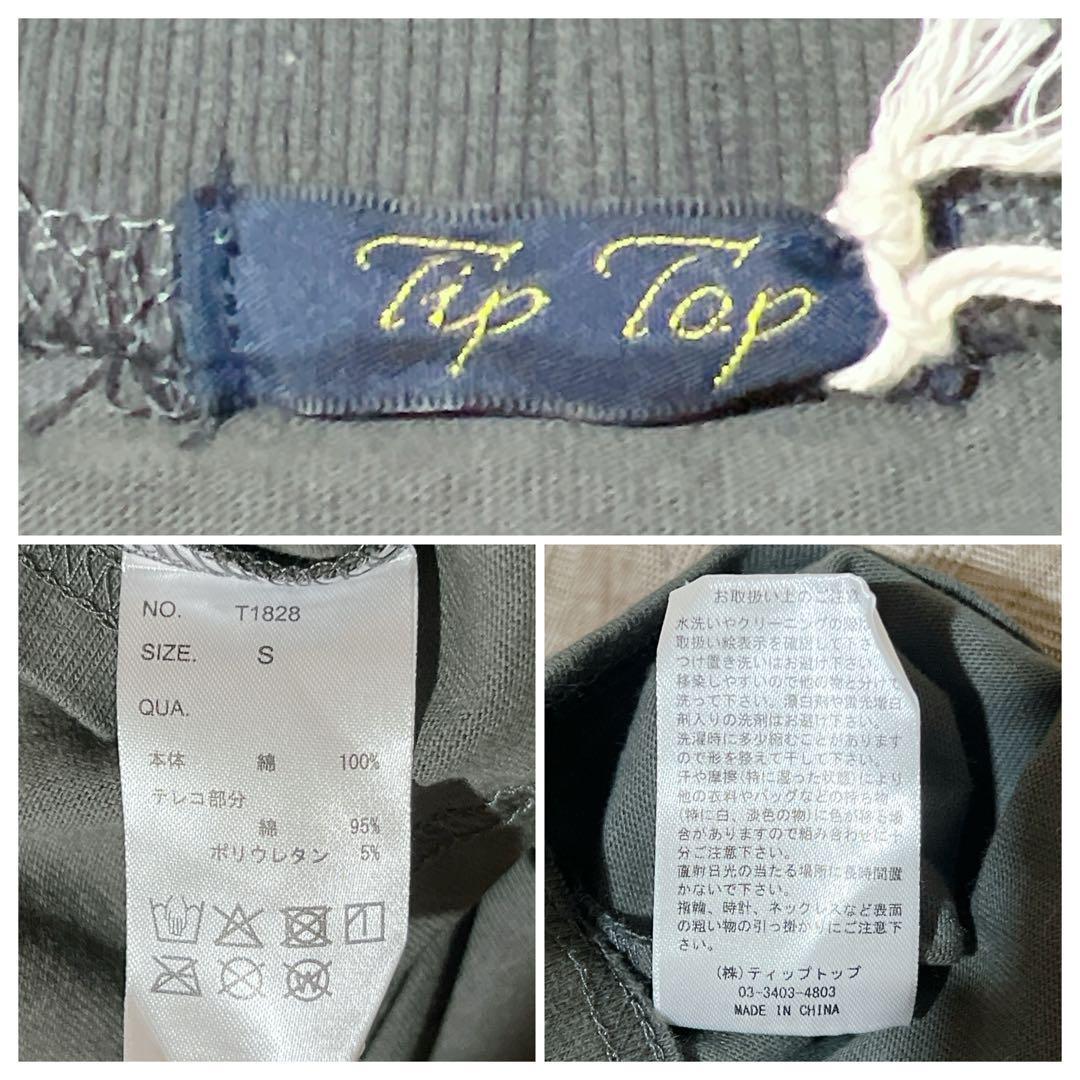 Tip Top
NO. T1828
SIZE. S
QUA.
本体 綿 100%
テレコ部分
綿 95%
ポリウレタン 5%
お取扱い上のご注意
水洗いやクリーニングの際は
取扱い絵表示を確認して下さ
つけ置き洗いはお避け下さい。
移染しやすいので他の物と分けて
洗って下さい。漂白剤や蛍光増白
剤入りの洗剤はお避け下さい。
洗濯時に多少縮むことがあります
ので形を整えて干して下さい。
汗や摩擦(特に湿った状態)により
他の衣料やバッグなどの持ち物
(特に白、淡色の物)に色が移る場
合がありますので組み合わせに十
分ご注意下さい。
直射日光の当たる場所に長時間置
かないで下さい。
指輪、時計、ネックレスなど表面
の粗い物の引っ掛かりにご注意下
さい。
(株)ティップトップ
03-3403-4803
MADE IN CHINA